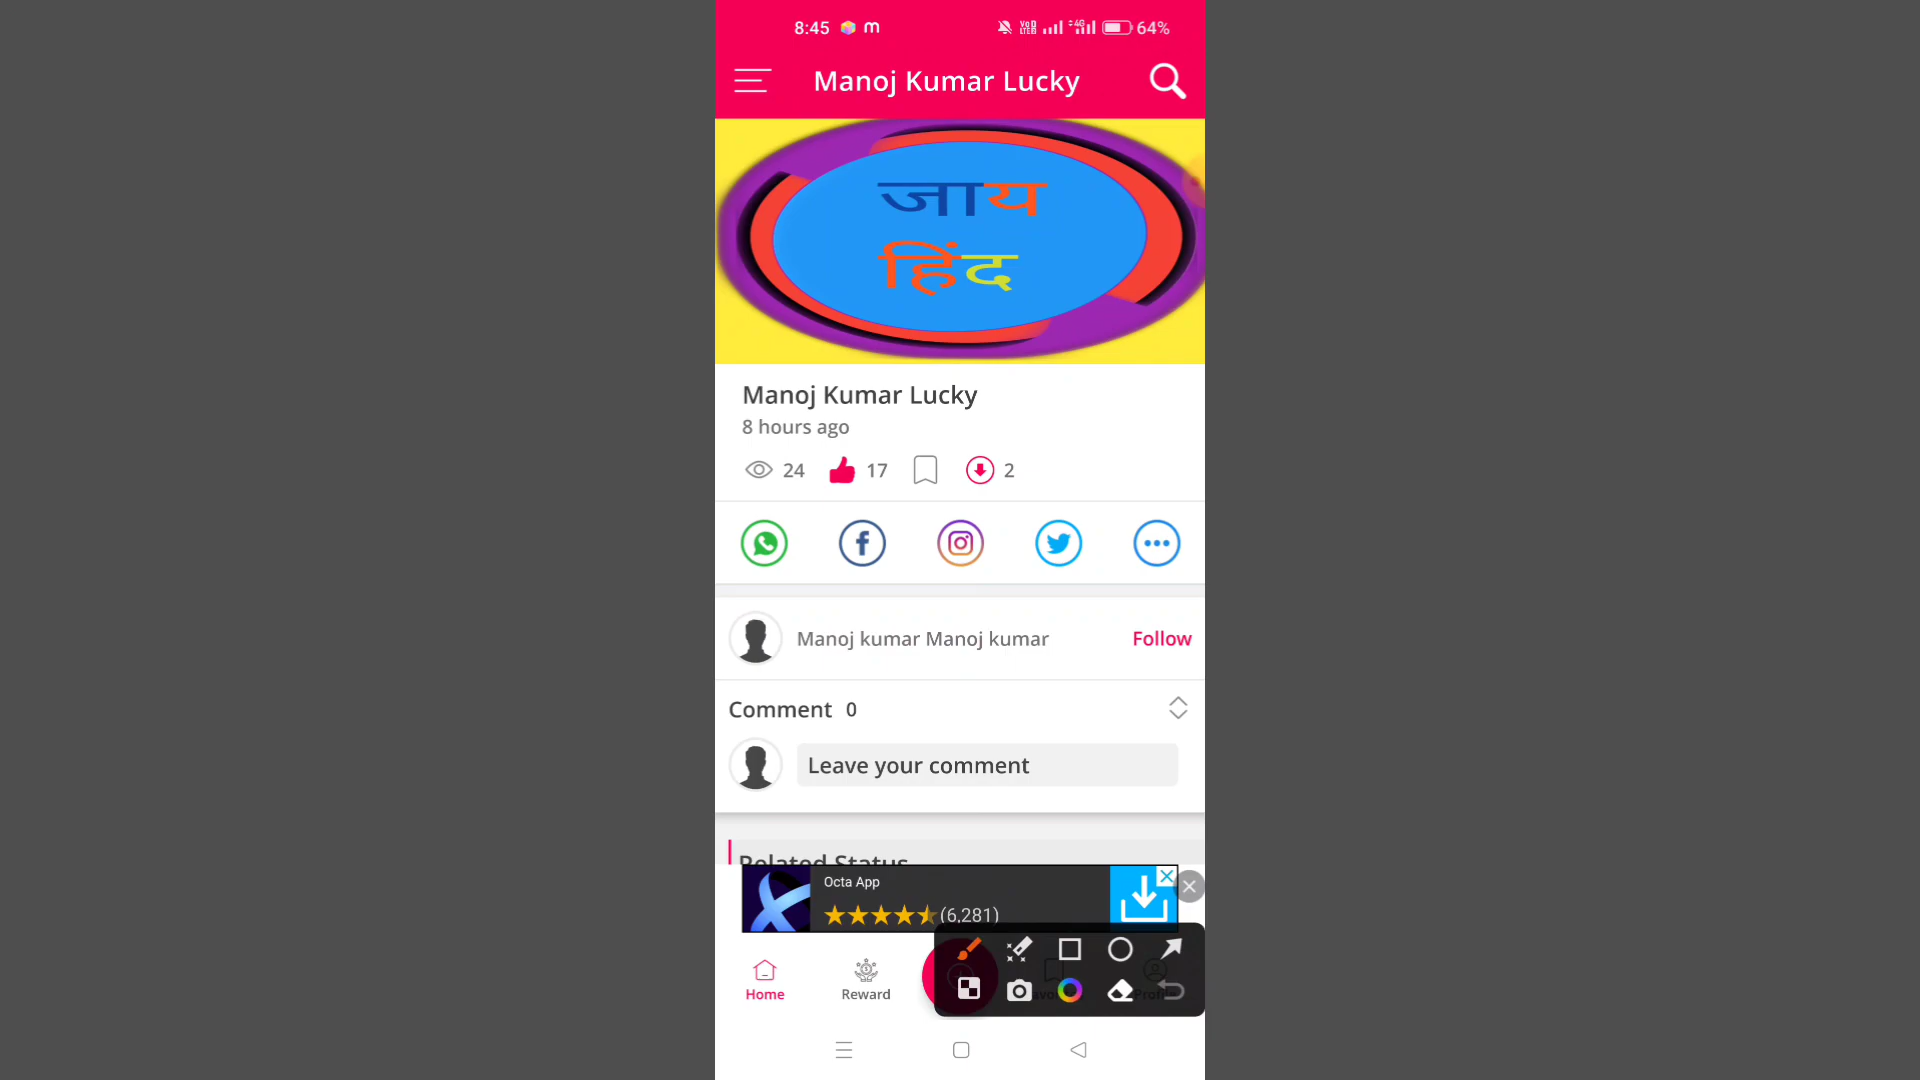 8:45 m 64%
Manoj Kumar Lucky
जाय
हिंद
Manoj Kumar Lucky
8 hours ago
24 17 2
Manoj kumar Manoj kumar Follow
Comment 0
Leave your comment
Related Status
Octa App
(6,281)
Home Reward